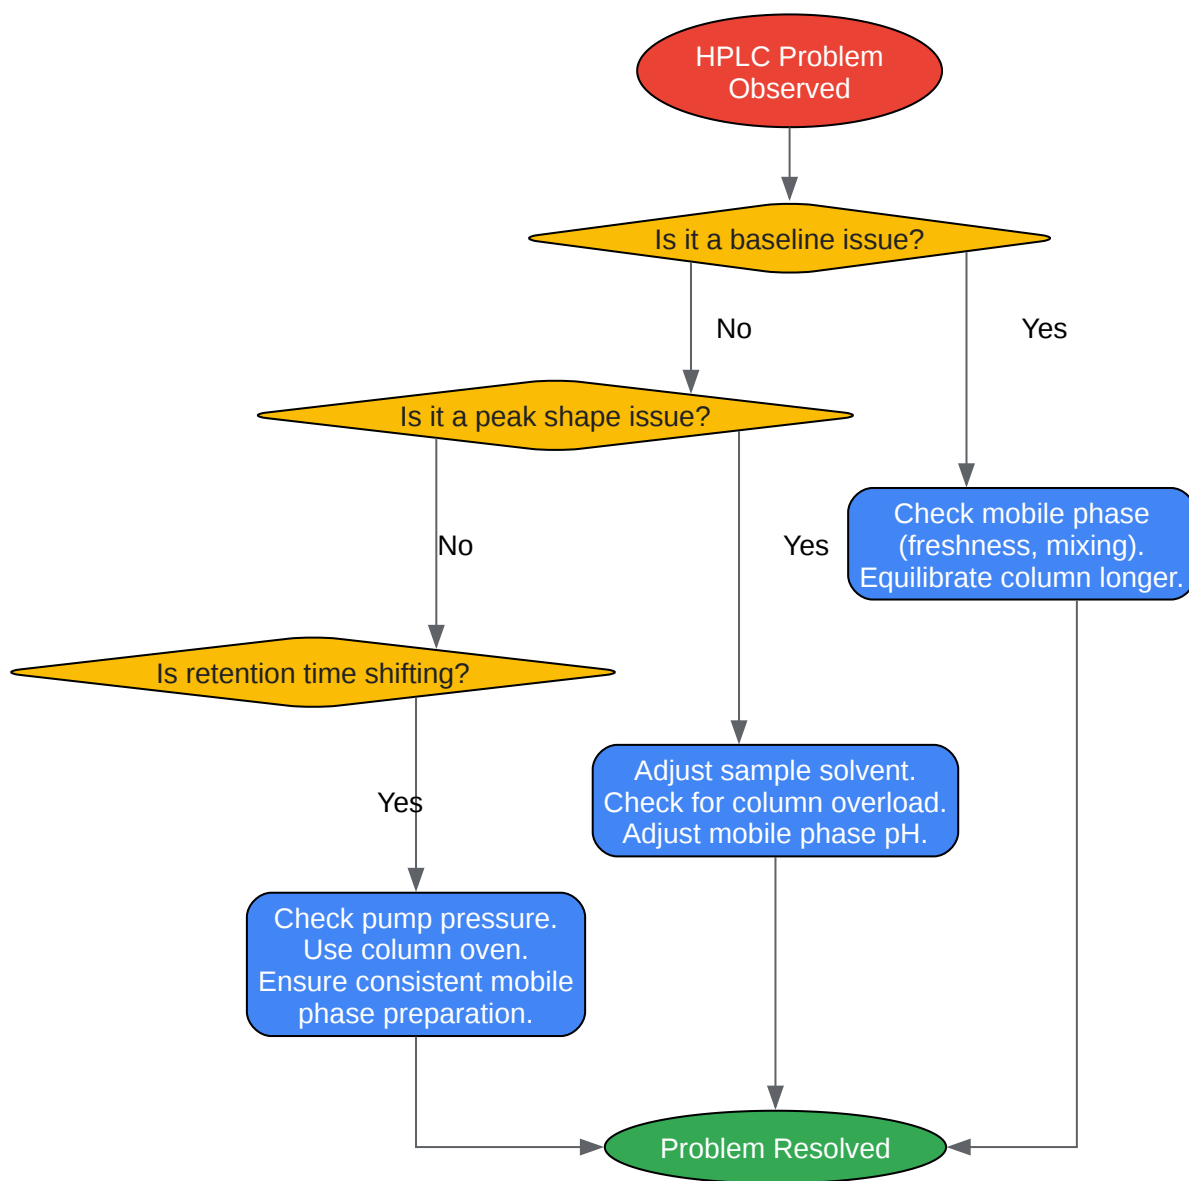 HPLC Problem
Observed
Is it a baseline issue?
No
Yes
Is it a peak shape issue?
Check mobile phase
(freshness, mixing).
Equilibrate column longer.
No
Yes
Is retention time shifting?
Adjust sample solvent.
Check for column overload.
Adjust mobile phase pH.
Yes
Check pump pressure.
Use column oven.
Ensure consistent mobile
phase preparation.
Problem Resolved